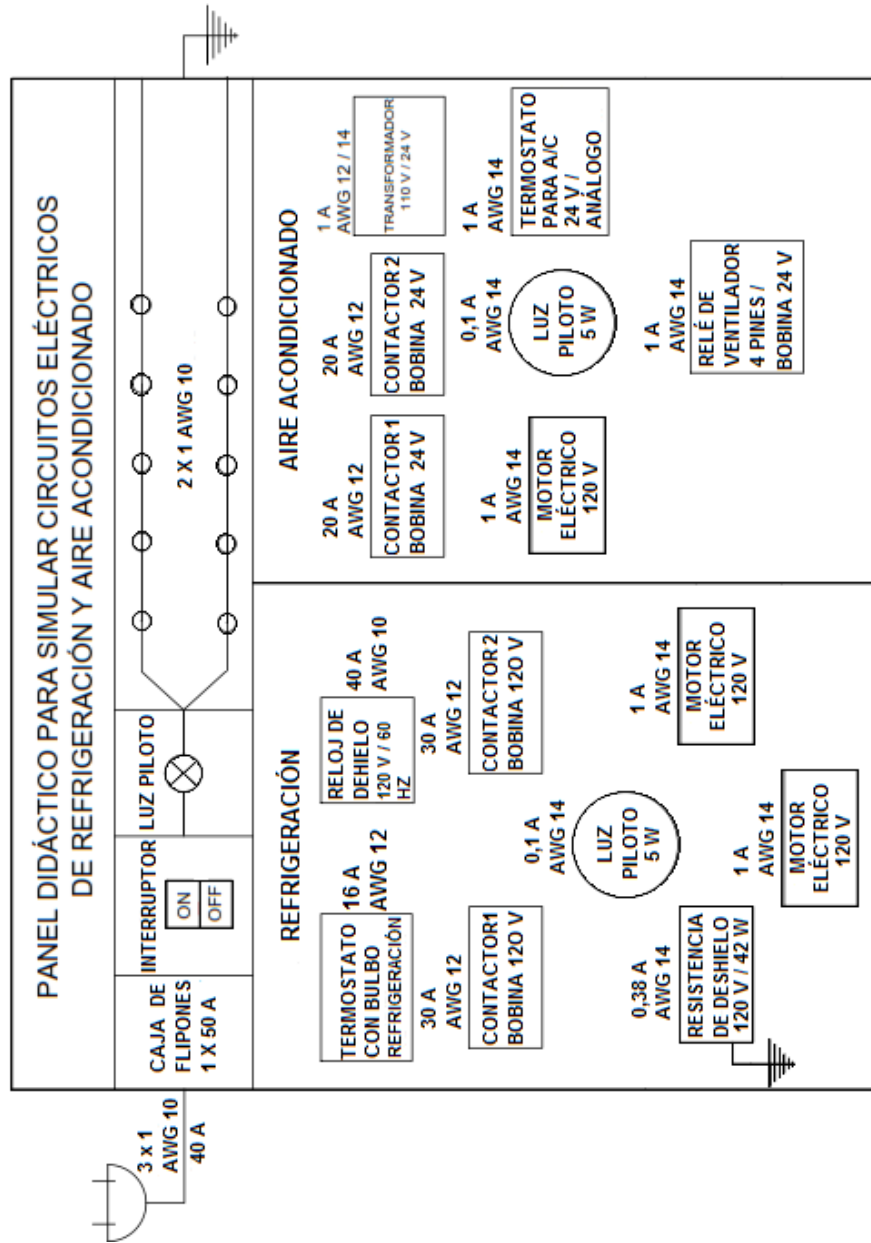 PANEL DIDÁCTICO PARA SIMULAR CIRCUITOS ELÉCTRICOS
DE REFRIGERACIÓN Y AIRE ACONDICIONADO
3 x 1
AWG 10
40 A
CAJA DE
FLIPONES
1 X 50 A
INTERRUPTOR
ON
OFF
LUZ PILOTO
2 X 1 AWG 10
REFRIGERACIÓN
TERMOSTATO
CON BULBO
REFRIGERACIÓN
16 A
AWG 12
RELOJ DE
DEHIELO
120 V / 60
HZ
40 A
AWG 10
30 A
AWG 12
CONTACTOR1
BOBINA 12O V
30 A
AWG 12
CONTACTOR 2
BOBINA 12O V
0,1 A
AWG 14
LUZ
PILOTO
5 W
0,38 A
AWG 14
RESISTENCIA
DE DESHIELO
120 V / 42 W
1 A
AWG 14
MOTOR
ELÉCTRICO
120 V
1 A
AWG 14
MOTOR
ELÉCTRICO
120 V
AIRE ACONDICIONADO
20 A
AWG 12
CONTACTOR 1
BOBINA 24 V
20 A
AWG 12
CONTACTOR 2
BOBINA 24 V
1 A
AWG 12 / 14
TRANSFORMADOR
110 V / 24 V
1 A
AWG 14
MOTOR
ELÉCTRICO
120 V
0,1 A
AWG 14
LUZ
PILOTO
5 W
1 A
AWG 14
TERMOSTATO
PARA A/C
24 V /
ANÁLOGO
1 A
AWG 14
RELÉ DE
VENTILADOR
4 PINES /
BOBINA 24 V